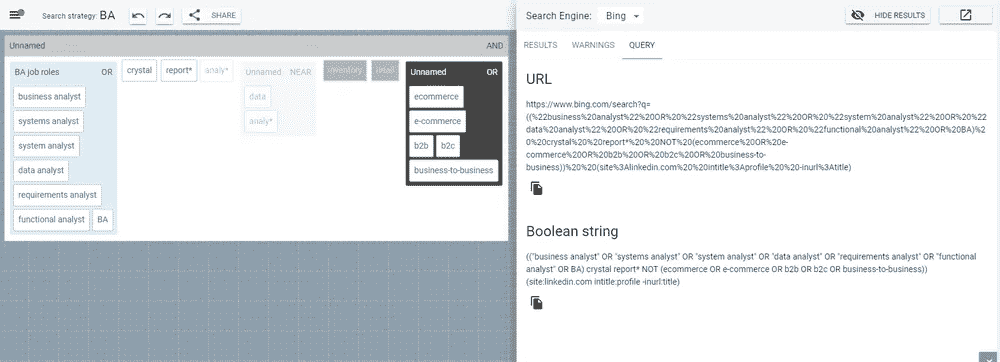 Search strategy: BA
SHARE
Search Engine: Bing
HIDE RESULTS
RESULTS WARNINGS QUERY
Unnamed AND
BA job roles OR
crystal report* analy*
Unnamed NEAR
inventory retail
Unnamed OR
business analyst
systems analyst
system analyst
data analyst
requirements analyst
functional analyst BA
data
analy*
ecommerce
e-commerce
b2b b2c
business-to-business
URL
https://www.bing.com/search?q=
((%22business%20analyst%22%20OR%20%22systems%20analyst%22%20OR%20%22system%20analyst%22%20OR%20%22
data%20analyst%22%20OR%20%22requirements%20analyst%22%20OR%20%22functional%20analyst%22%20OR%20BA)%2
0%20crystal%20%20report*%20%20NOT%20(ecommerce%20OR%20e-
commerce%20OR%20b2b%20OR%20b2c%20OR%20business-to-
business))%20%20(site%3Alinkedin.com%20%20intitle%3Aprofile%20%20-inurl%3Atitle)
Boolean string
(("business analyst" OR "systems analyst" OR "system analyst" OR "data analyst" OR "requirements analyst" OR "functional
analyst" OR BA) crystal report* NOT (ecommerce OR e-commerce OR b2b OR b2c OR business-to-business))
(site:linkedin.com intitle:profile -inurl:title)